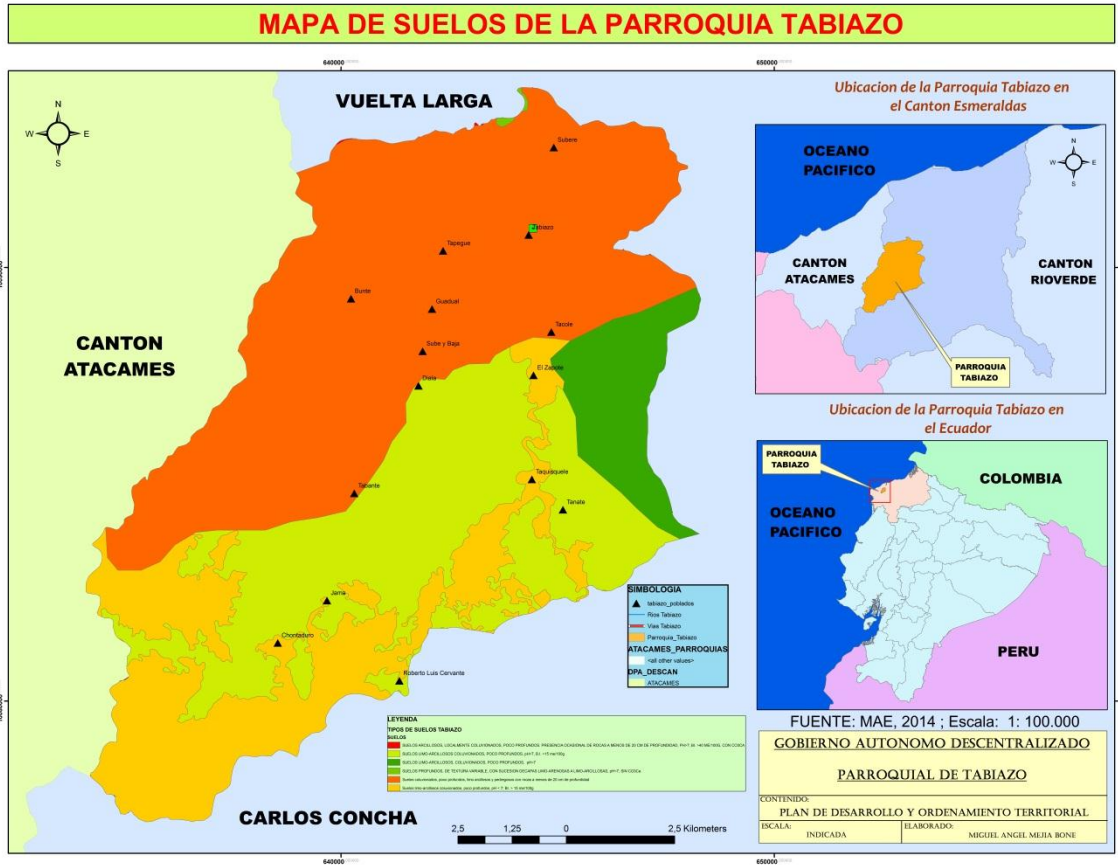 MAPA DE SUELOS DE LA PARROQUIA TABIAZO
640000
650000
VUELTA LARGA
N
W E
S
Subere
Tabiazo
Tapegue
Bunte
Guadual
Tacole
Sube y Baja
El Zapote
CANTON
ATACAMES
Taquiaquele
Tanate
Jama
Chontaduro
Roberto Luis Cervante
CARLOS CONCHA
2,5 1,25 0 2,5 Kilometers
640000
650000
SIMBOLOGIA
tabiazo_poblados
Rios Tabiazo
Vias Tabiazo
Parroquia_Tabiazo
ATACAMES_PARROQUIAS
<all other values>
DPA_DESCAN
ATACAMES
LEYENDA
TIPOS DE SUELOS TABIAZO
SUELOS
Ubicacion de la Parroquia Tabiazo en
el Canton Esmeraldas
OCEANO
PACIFICO
N
W E
S
CANTON
ATACAMES
CANTON
RIOVERDE
PARROQUIA
TABIAZO
Ubicacion de la Parroquia Tabiazo en
el Ecuador
PARROQUIA
TABIAZO
COLOMBIA
OCEANO
PACIFICO
PERU
FUENTE: MAE, 2014 ; Escala: 1: 100.000
GOBIERNO AUTONOMO DESCENTRALIZADO
PARROQUIAL DE TABIAZO
CONTENIDO:
PLAN DE DESARROLLO Y ORDENAMIENTO TERRITORIAL
ESCALA:
INDICADA
ELABORADO:
MIGUEL ANGEL MEJIA BONE